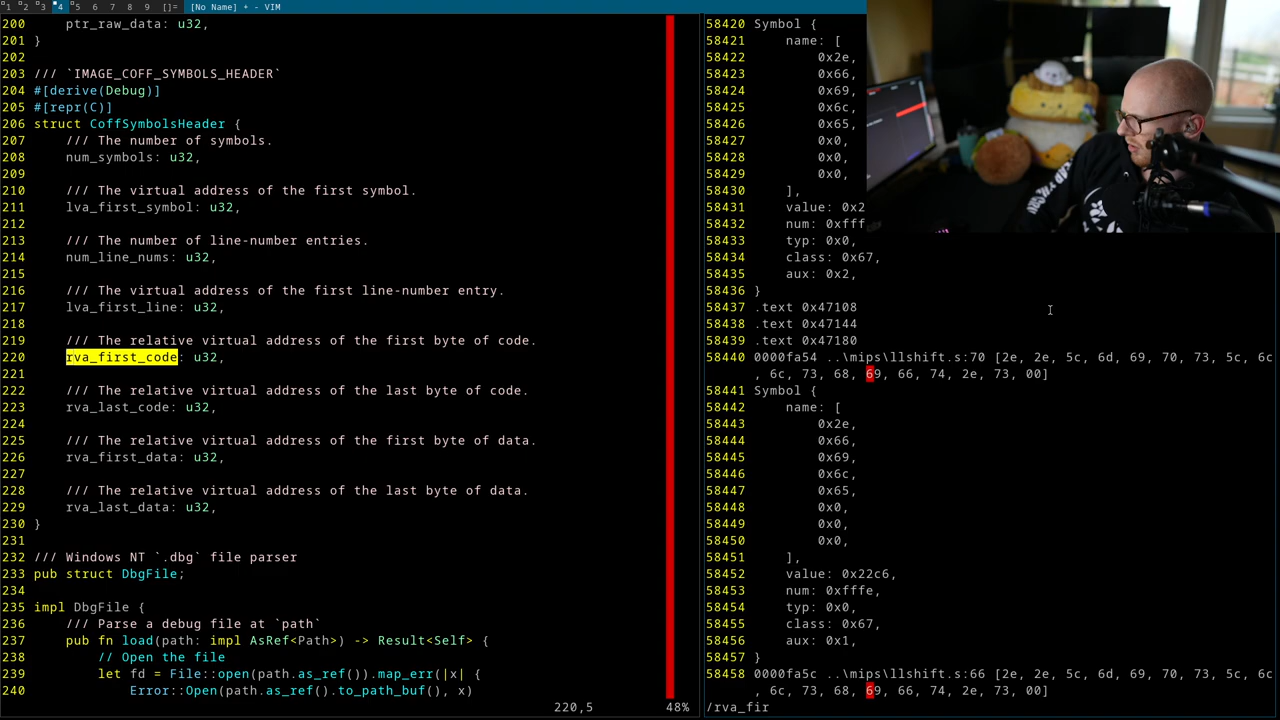 1 2 3 4 5 6 7 8 9 []= [No Name] + - VIM
200 ptr_raw_data: u32,
201 }
202
203 /// `IMAGE_COFF_SYMBOLS_HEADER`
204 #[derive(Debug)]
205 #[repr(C)]
206 struct CoffSymbolsHeader {
207 /// The number of symbols.
208 num_symbols: u32,
209
210 /// The virtual address of the first symbol.
211 lva_first_symbol: u32,
212
213 /// The number of line-number entries.
214 num_line_nums: u32,
215
216 /// The virtual address of the first line-number entry.
217 lva_first_line: u32,
218
219 /// The relative virtual address of the first byte of code.
220 rva_first_code: u32,
221
222 /// The relative virtual address of the last byte of code.
223 rva_last_code: u32,
224
225 /// The relative virtual address of the first byte of data.
226 rva_first_data: u32,
227
228 /// The relative virtual address of the last byte of data.
229 rva_last_data: u32,
230 }
231
232 /// Windows NT `.dbg` file parser
233 pub struct DbgFile;
234
235 impl DbgFile {
236 /// Parse a debug file at `path`
237 pub fn load(path: impl AsRef<Path>) -> Result<Self> {
238 // Open the file
239 let fd = File::open(path.as_ref()).map_err(|x| {
240 Error::Open(path.as_ref().to_path_buf(), x)
220,5 48%
58420 Symbol {
58421 name: [
58422 0x2e,
58423 0x66,
58424 0x69,
58425 0x6c,
58426 0x65,
58427 0x0,
58428 0x0,
58429 0x0,
58430 ],
58431 value: 0x2
58432 num: 0xfff
58433 typ: 0x0,
58434 class: 0x67,
58435 aux: 0x2,
58436 }
58437 .text 0x47108
58438 .text 0x47144
58439 .text 0x47180
58440 0000fa54 ..\mips\llshift.s:70 [2e, 2e, 5c, 6d, 69, 70, 73, 5c, 6c
, 6c, 73, 68, 69, 66, 74, 2e, 73, 00]
58441 Symbol {
58442 name: [
58443 0x2e,
58444 0x66,
58445 0x69,
58446 0x6c,
58447 0x65,
58448 0x0,
58449 0x0,
58450 0x0,
58451 ],
58452 value: 0x22c6,
58453 num: 0xfffe,
58454 typ: 0x0,
58455 class: 0x67,
58456 aux: 0x1,
58457 }
58458 0000fa5c ..\mips\llshift.s:66 [2e, 2e, 5c, 6d, 69, 70, 73, 5c, 6c
, 6c, 73, 68, 69, 66, 74, 2e, 73, 00]
/rva_fir